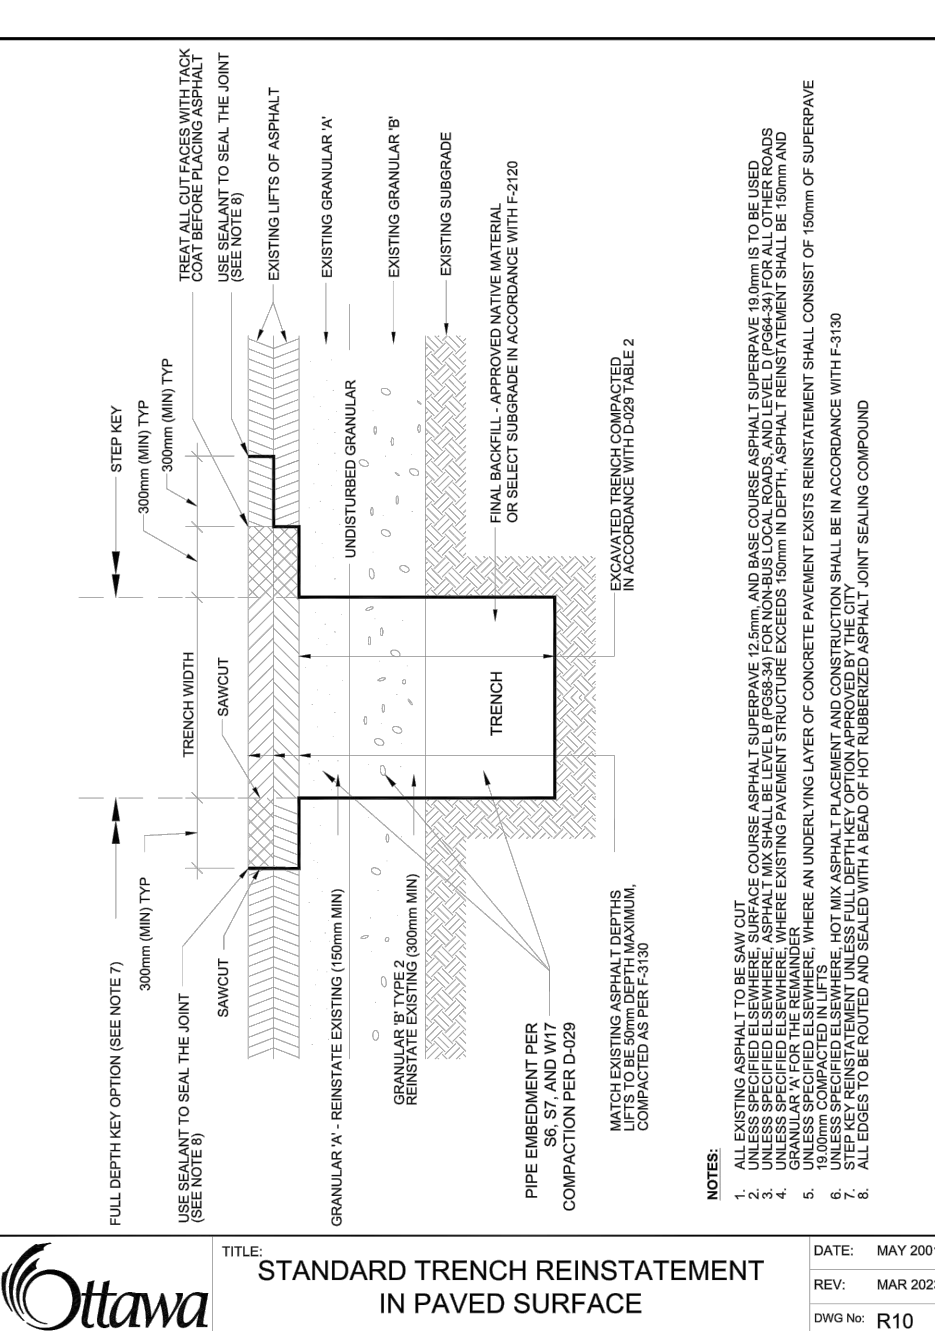 TREAT ALL CUT FACES WITH TACK
COAT BEFORE PLACING ASPHALT
USE SEALANT TO SEAL THE JOINT
(SEE NOTE 8)
EXISTING LIFTS OF ASPHALT
EXISTING GRANULAR 'A'
EXISTING GRANULAR 'B'
EXISTING SUBGRADE
FINAL BACKFILL - APPROVED NATIVE MATERIAL
OR SELECT SUBGRADE IN ACCORDANCE WITH F-2120
EXCAVATED TRENCH COMPACTED
IN ACCORDANCE WITH D-029 TABLE 2
STEP KEY
300mm (MIN) TYP
300mm (MIN) TYP
UNDISTURBED GRANULAR
TRENCH WIDTH
SAWCUT
TRENCH
FULL DEPTH KEY OPTION (SEE NOTE 7)
300mm (MIN) TYP
USE SEALANT TO SEAL THE JOINT
(SEE NOTE 8)
SAWCUT
GRANULAR 'A' - REINSTATE EXISTING (150mm MIN)
GRANULAR 'B' TYPE 2
REINSTATE EXISTING (300mm MIN)
PIPE EMBEDMENT PER
S6, S7, AND W17
COMPACTION PER D-029
MATCH EXISTING ASPHALT DEPTHS
LIFTS TO BE 50mm DEPTH MAXIMUM,
COMPACTED AS PER F-3130
NOTES:
1. ALL EXISTING ASPHALT TO BE SAW CUT
2. UNLESS SPECIFIED ELSEWHERE, SURFACE COURSE ASPHALT SUPERPAVE 12.5mm, AND BASE COURSE ASPHALT SUPERPAVE 19.0mm IS TO BE USED
3. UNLESS SPECIFIED ELSEWHERE, ASPHALT MIX SHALL BE LEVEL B (PG58-34) FOR NON-BUS LOCAL ROADS, AND LEVEL D (PG64-34) FOR ALL OTHER ROADS
4. UNLESS SPECIFIED ELSEWHERE, WHERE EXISTING PAVEMENT STRUCTURE EXCEEDS 150mm IN DEPTH, ASPHALT REINSTATEMENT SHALL BE 150mm AND
GRANULAR 'A' FOR THE REMAINDER
5. UNLESS SPECIFIED ELSEWHERE, WHERE AN UNDERLYING LAYER OF CONCRETE PAVEMENT EXISTS REINSTATEMENT SHALL CONSIST OF 150mm OF SUPERPAVE
19.00mm COMPACTED IN LIFTS
6. UNLESS SPECIFIED ELSEWHERE, HOT MIX ASPHALT PLACEMENT AND CONSTRUCTION SHALL BE IN ACCORDANCE WITH F-3130
7. STEP KEY REINSTATEMENT UNLESS FULL DEPTH KEY OPTION APPROVED BY THE CITY
8. ALL EDGES TO BE ROUTED AND SEALED WITH A BEAD OF HOT RUBBERIZED ASPHALT JOINT SEALING COMPOUND
Ottawa
TITLE:
STANDARD TRENCH REINSTATEMENT
IN PAVED SURFACE
DATE: MAY 2001
REV: MAR 2023
DWG No: R10